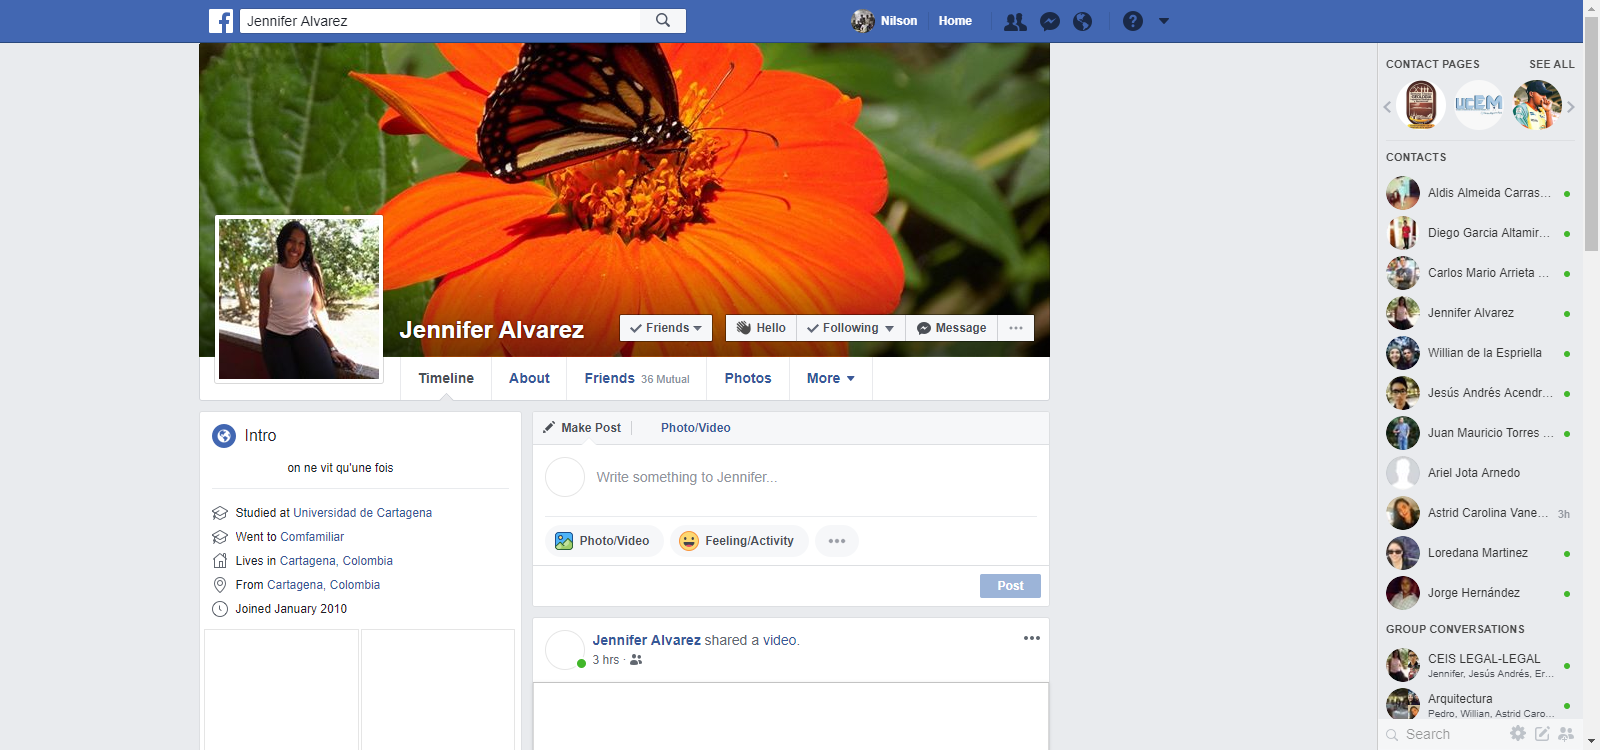 Jennifer Alvarez
Nilson
Home
Jennifer Alvarez
Friends
Hello
Following
Message
Timeline
About
Friends 36 Mutual
Photos
More
Intro
on ne vit qu'une fois
Studied at Universidad de Cartagena
Went to Comfamiliar
Lives in Cartagena, Colombia
From Cartagena, Colombia
Joined January 2010
Make Post
Photo/Video
Write something to Jennifer...
Photo/Video
Feeling/Activity
Post
Jennifer Alvarez shared a video.
3 hrs ·
CONTACT PAGES
SEE ALL
UCEM
CONTACTS
Aldis Almeida Carras...
Diego Garcia Altamir...
Carlos Mario Arrieta ...
Jennifer Alvarez
Willian de la Espriella
Jesús Andrés Acendr...
Juan Mauricio Torres ...
Ariel Jota Arnedo
Astrid Carolina Vane... 3h
Loredana Martinez
Jorge Hernández
GROUP CONVERSATIONS
CEIS LEGAL-LEGAL
Jennifer, Jesús Andrés, Er...
Arquitectura
Pedro, Willian, Astrid Caro...
Search